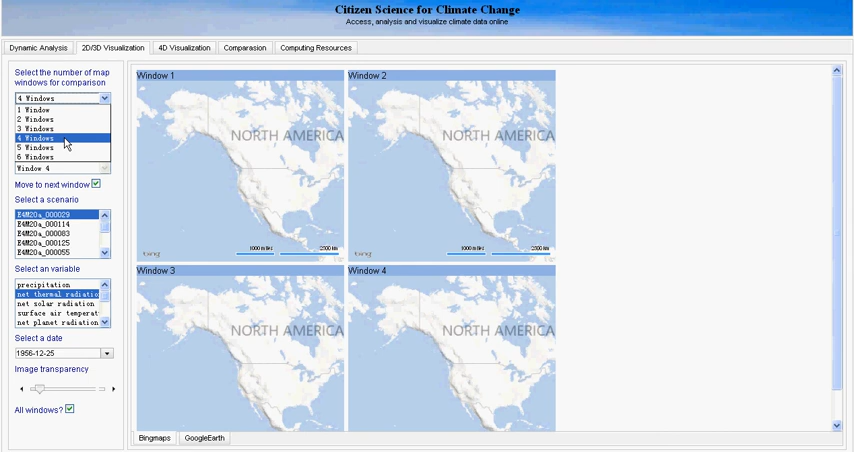 Citizen Science for Climate Change
Access, analysis and visualize climate data online
Dynamic Analysis
2D/3D Visualization
4D Visualization
Comparasion
Computing Resources
Select the number of map
windows for comparison
4 Windows
1 Window
2 Windows
3 Windows
4 Windows
5 Windows
6 Windows
Window 4
Move to next window
Select a scenario
E4M20a_000029
E4M20a_000114
E4M20a_000083
E4M20a_000125
E4M20a_000055
Select an variable
precipitation
net thermal radiatio
net solar radiation
surface air temperat
net planet radiation
Select a date
1956-12-25
Image transparency
All windows?
Window 1
NORTH AMERICA
bing
1000 miles
2500 km
Window 2
NORTH AMERICA
bing
1000 miles
2500 km
Window 3
NORTH AMERICA
Window 4
NORTH AMERICA
Bingmaps
GoogleEarth